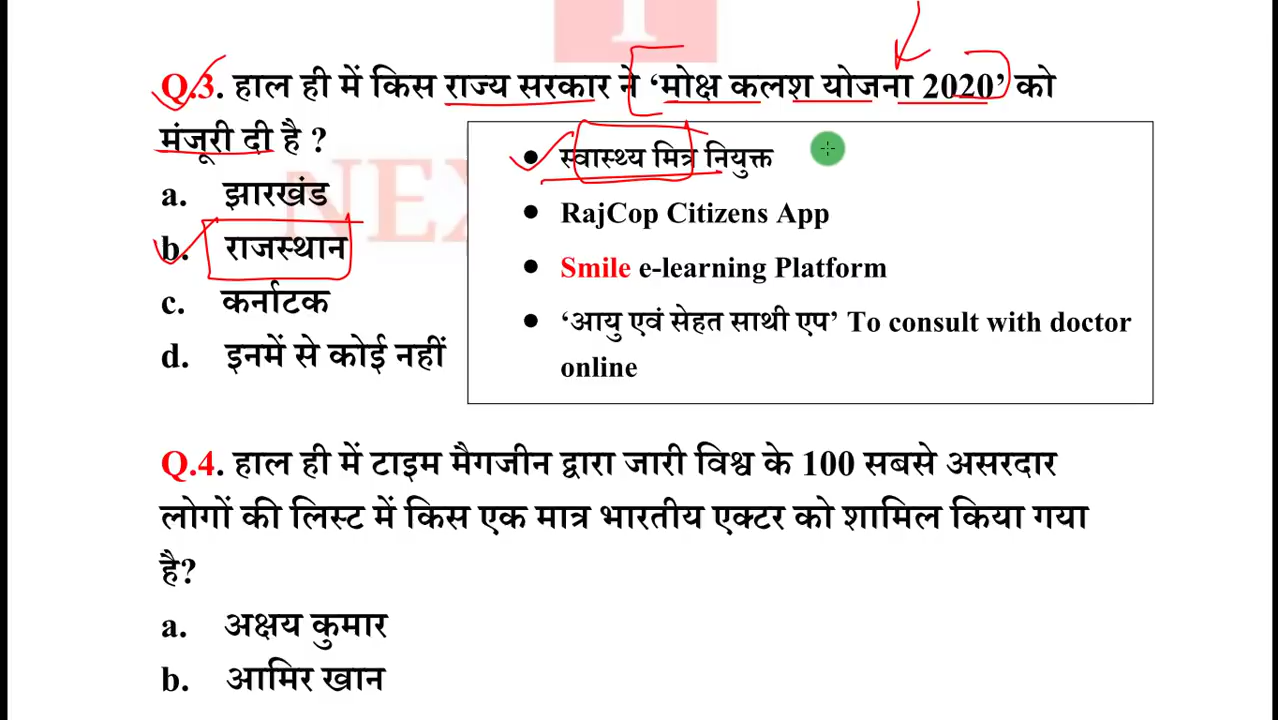 Q.3. हाल ही में किस राज्य सरकार ने 'मोक्ष कलश योजना 2020' को
मंजूरी दी है ?
a. झारखंड
b. राजस्थान
c. कर्नाटक
d. इनमें से कोई नहीं
• स्वास्थ्य मित्र नियुक्त
• RajCop Citizens App
• Smile e-learning Platform
• 'आयु एवं सेहत साथी एप' To consult with doctor
online
Q.4. हाल ही में टाइम मैगजीन द्वारा जारी विश्व के 100 सबसे असरदार
लोगों की लिस्ट में किस एक मात्र भारतीय एक्टर को शामिल किया गया
है?
a. अक्षय कुमार
b. आमिर खान
NEX